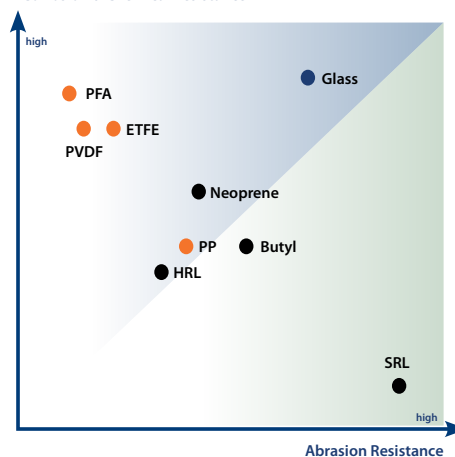 high
Glass
PFA
ETFE
PVDF
Neoprene
PP
Butyl
HRL
SRL
high
Abrasion Resistance